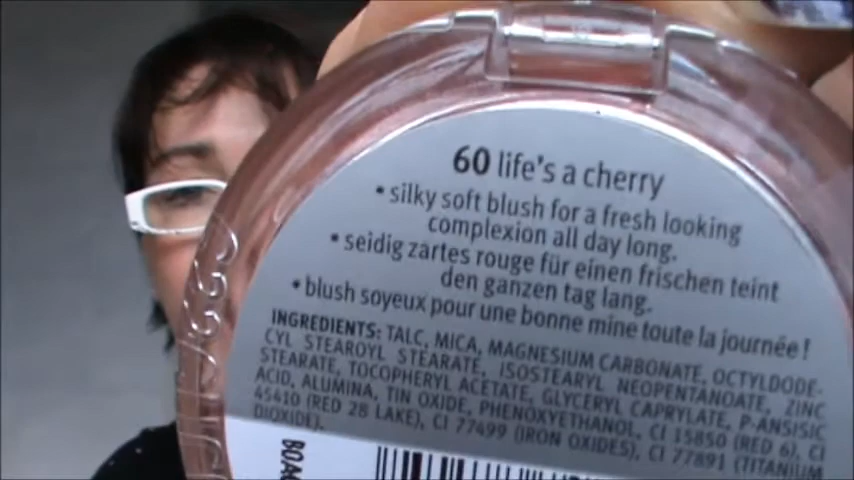 60 life's a cherry
• silky soft blush for a fresh looking
complexion all day long.
• seidig zartes rouge für einen frischen teint
den ganzen tag lang.
• blush soyeux pour une bonne mine toute la journée!
INGREDIENTS: TALC, MICA, MAGNESIUM CARBONATE, OCTYLDODE-
CYL STEAROYL STEARATE, ISOSTEARYL NEOPENTANOATE, ZINC
STEARATE, TOCOPHERYL ACETATE, GLYCERYL CAPRYLATE, P-ANSISIC
ACID, ALUMINA, TIN OXIDE, PHENOXYETHANOL, CI 15850 (RED 6), CI
45410 (RED 28 LAKE), CI 77499 (IRON OXIDES), CI 77891 (TITANIUM
DIOXIDE).